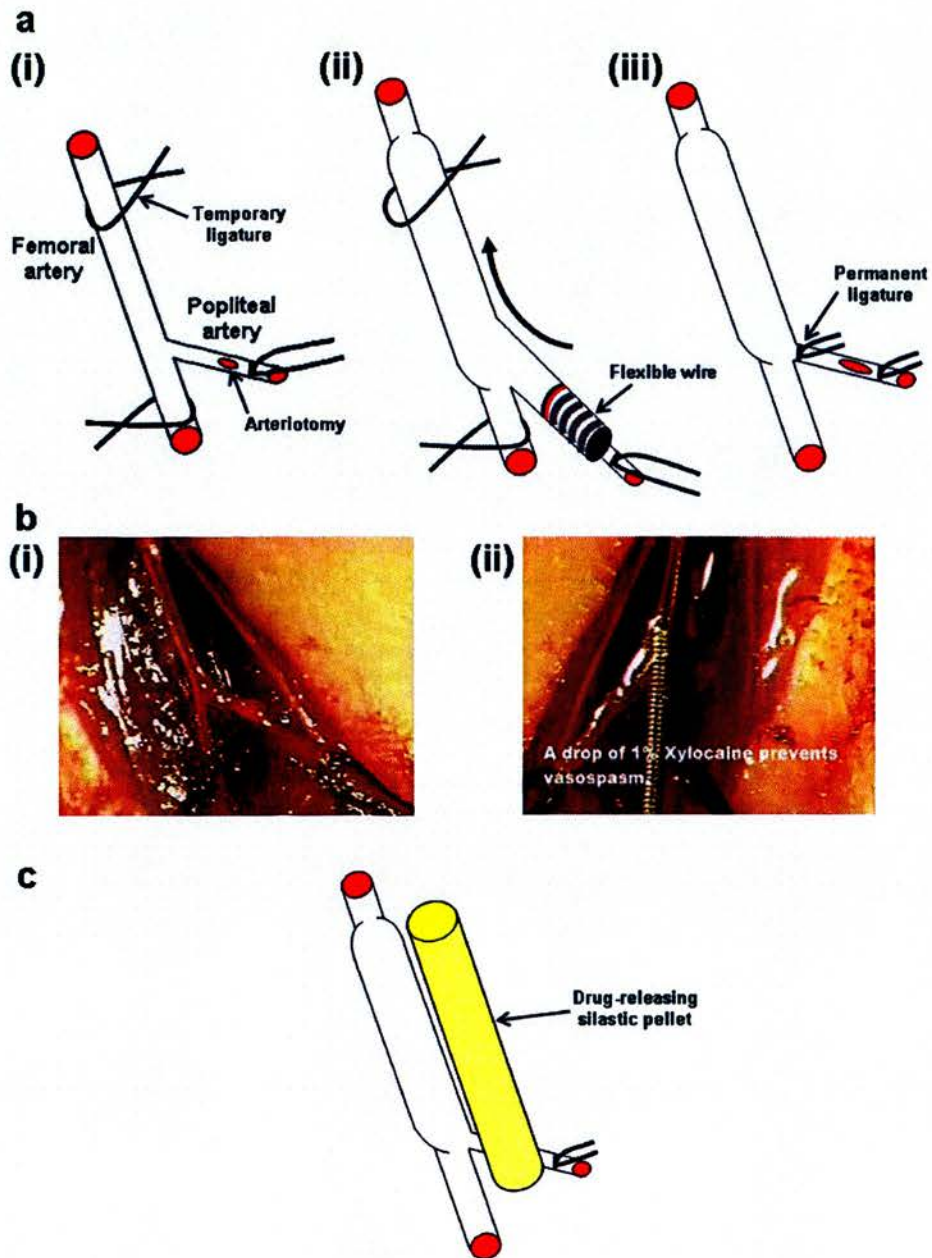 a
(i)
(ii)
(iii)
Temporary
ligature
Femoral
artery
Popliteal
artery
Arteriotomy
Flexible wire
Permanent
ligature
b
(i)
(ii)
A drop of 1% Xylocaine prevents
vasospasm
c
Drug-releasing
silastic pellet